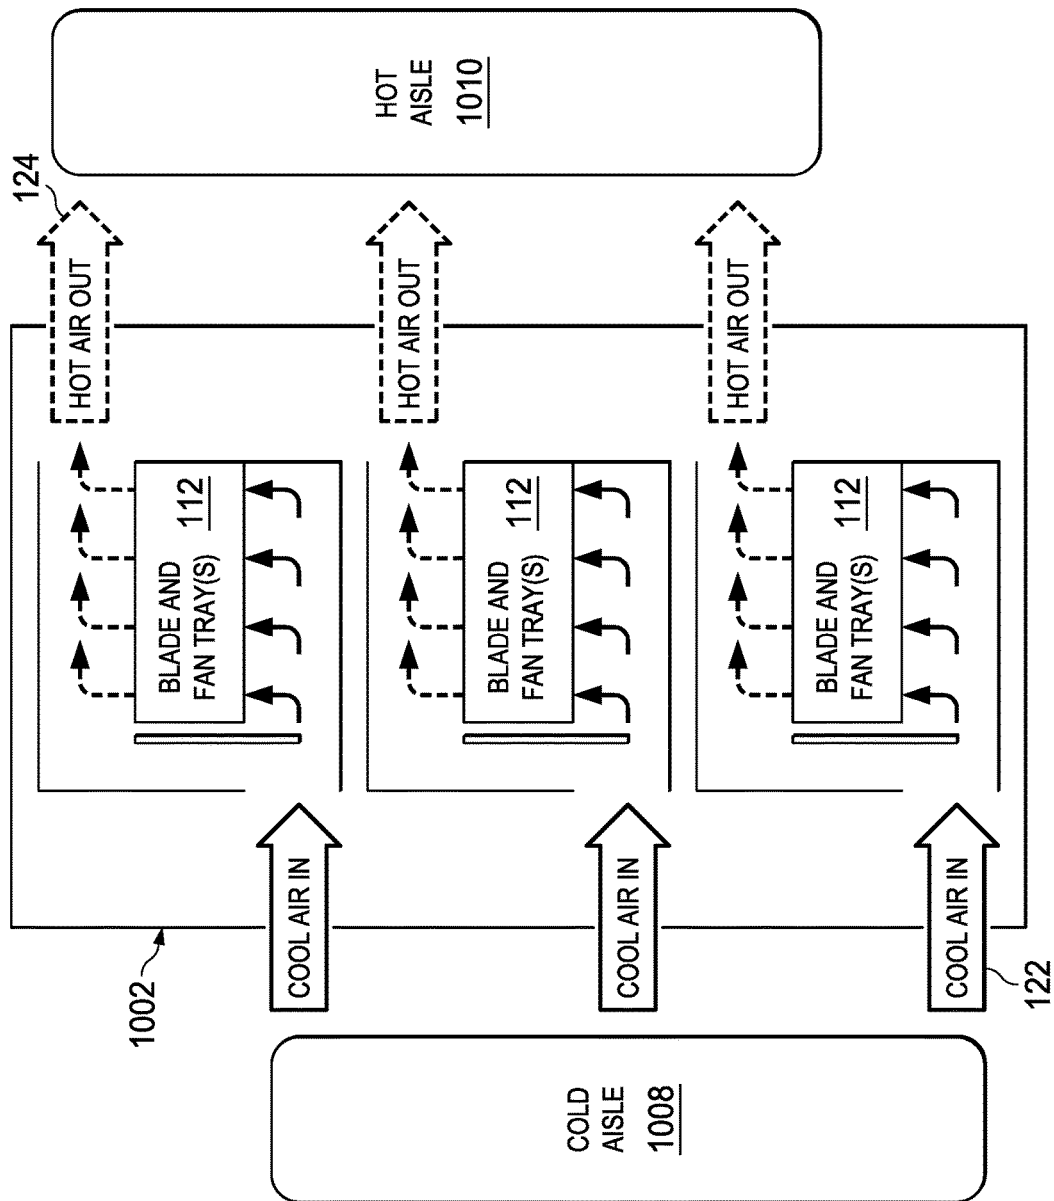 124
HOT AIR OUT
1002
BLADE AND
FAN TRAY(S)
112
COOL AIR IN
HOT
AISLE
1010
HOT AIR OUT
BLADE AND
FAN TRAY(S)
112
COLD
AISLE
1008
COOL AIR IN
HOT AIR OUT
BLADE AND
FAN TRAY(S)
112
COOL AIR IN
122